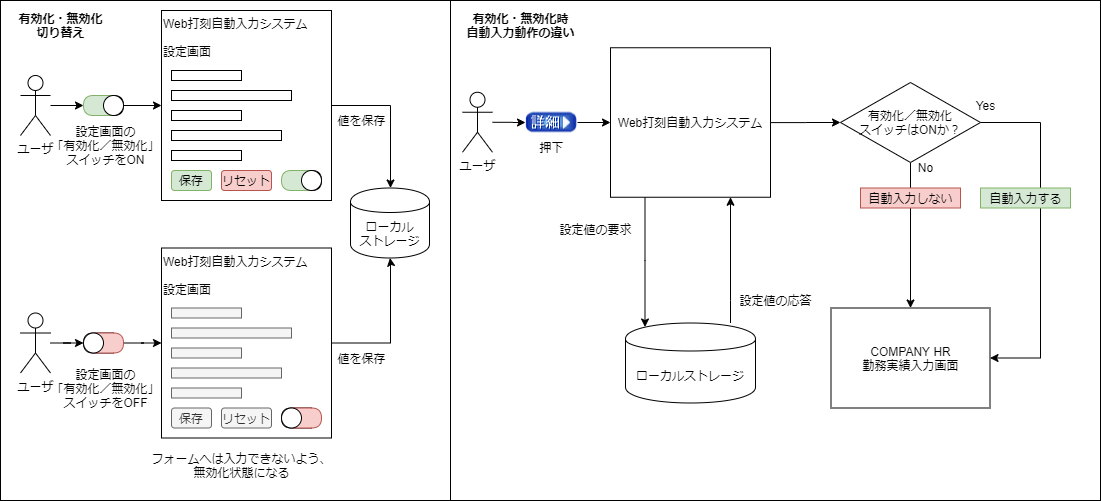 有効化・無効化
切り替え
Web打刻自動入力システム
設定画面
ユーザ
設定画面の
「有効化／無効化」
スイッチをON
保存
リセット
値を保存
ローカル
ストレージ
Web打刻自動入力システム
設定画面
ユーザ
設定画面の
「有効化／無効化」
スイッチをOFF
保存
リセット
値を保存
フォームへは入力できないよう、
無効化状態になる
有効化・無効化時
自動入力動作の違い
ユーザ
詳細
押下
Web打刻自動入力システム
有効化／無効化
スイッチはONか？
Yes
No
自動入力しない
自動入力する
設定値の要求
設定値の応答
ローカルストレージ
COMPANY HR
勤務実績入力画面